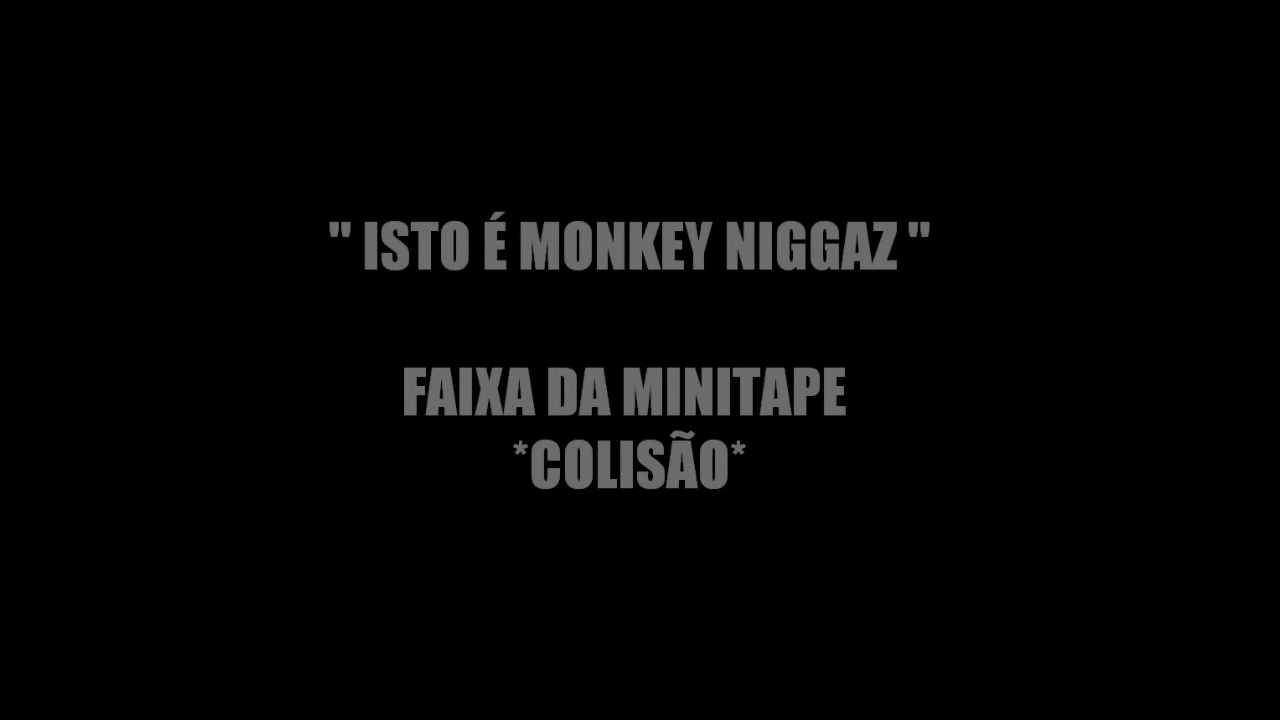 " ISTO É MONKEY NIGGAZ "
FAIXA DA MINITAPE
*COLISÃO*